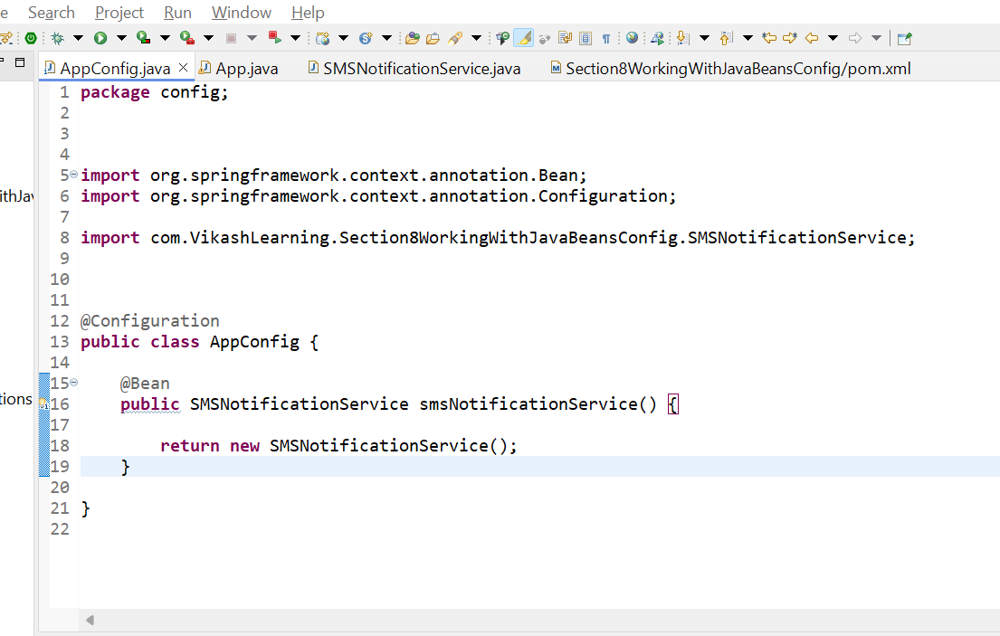 e Search Project Run Window Help
AppConfig.java App.java SMSNotificationService.java Section8WorkingWithJavaBeansConfig/pom.xml
1 package config;
2
3
4
5 import org.springframework.context.annotation.Bean;
6 import org.springframework.context.annotation.Configuration;
ithJav
7
8 import com.VikashLearning.Section8WorkingWithJavaBeansConfig.SMSNotificationService;
9
10
11
12 @Configuration
13 public class AppConfig {
14
15 @Bean
tions
16 public SMSNotificationService smsNotificationService() {
17
18 return new SMSNotificationService();
19 }
20
21 }
22